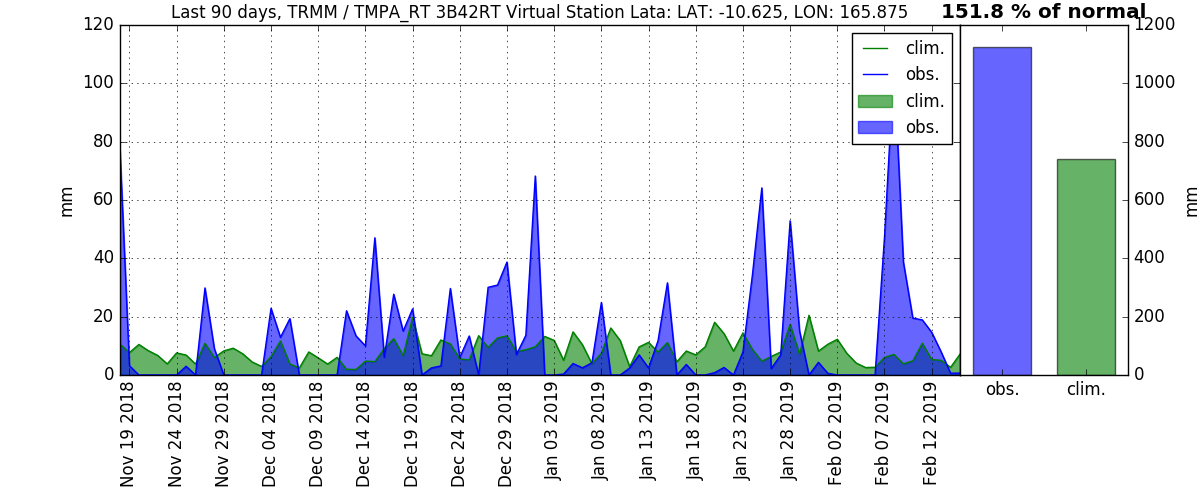 Last 90 days, TRMM / TMPA_RT 3B42RT Virtual Station Lata: LAT: -10.625, LON: 165.875
151.8 % of normal
120
100
80
60
40
20
0
mm
clim.
obs.
clim.
obs.
1200
1000
800
600
400
200
0
mm
Nov 19 2018
Nov 24 2018
Nov 29 2018
Dec 04 2018
Dec 09 2018
Dec 14 2018
Dec 19 2018
Dec 24 2018
Dec 29 2018
Jan 03 2019
Jan 08 2019
Jan 13 2019
Jan 18 2019
Jan 23 2019
Jan 28 2019
Feb 02 2019
Feb 07 2019
Feb 12 2019
obs.
clim.